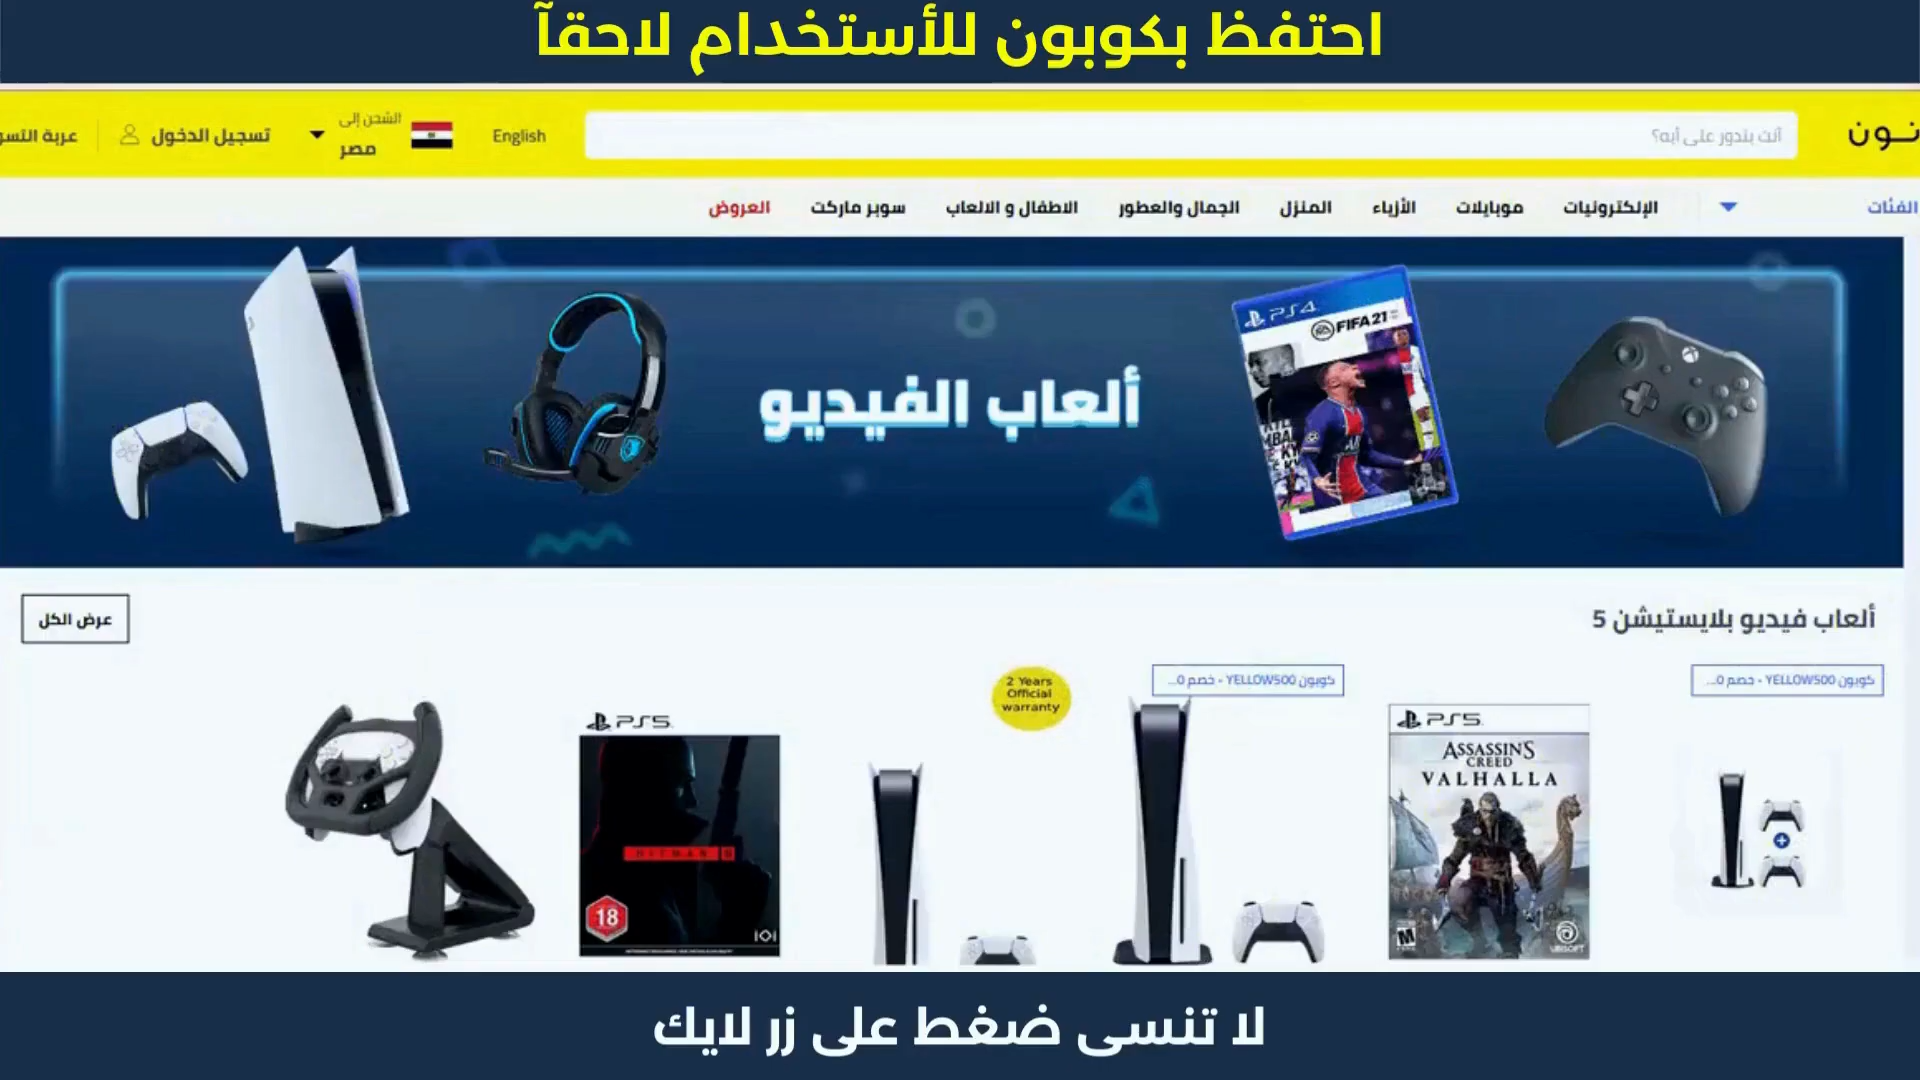 احتفظ بكوبون للأستخدام لاحقآ
نون
أنت بتدور على أيه؟
English
الشحن إلى
مصر
تسجيل الدخول
عربة التسو
الفئات
الإلكترونيات
موبايلات
الأزياء
المنزل
الجمال والعطور
الاطفال و الالعاب
سوبر ماركت
العروض
PS4
FIFA 21
ألعاب الفيديو
ألعاب فيديو بلايستيشن 5
عرض الكل
كوبون YELLOW500 - خصم 0...
كوبون YELLOW500 - خصم 0...
2 Years
Official
warranty
PS5
ASSASSIN'S
CREED
VALHALLA
M
UBISOFT
PS5
HITMAN
18
IOI
لا تنسى ضغط على زر لايك